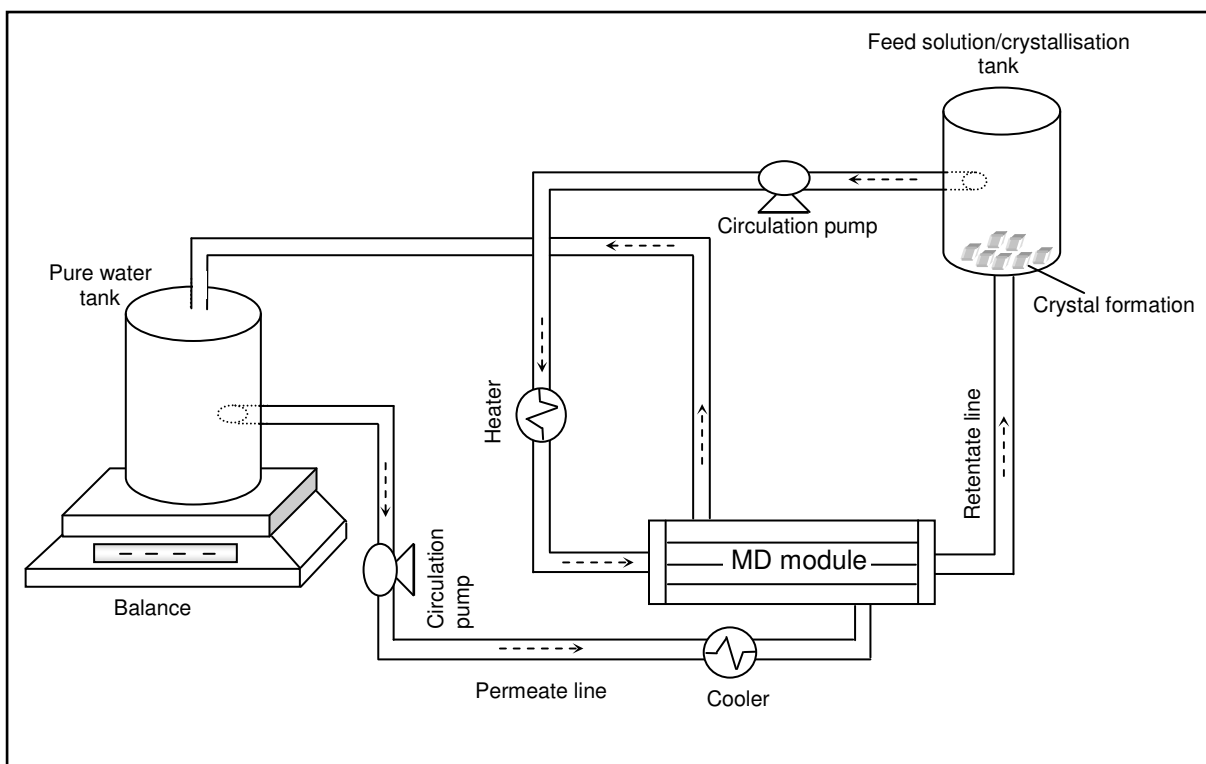 Feed solution/crystallisation
tank
Circulation pump
Pure water
tank
Crystal formation
Heater
Retentate line
MD module
Circulation
pump
Balance
Permeate line
Cooler